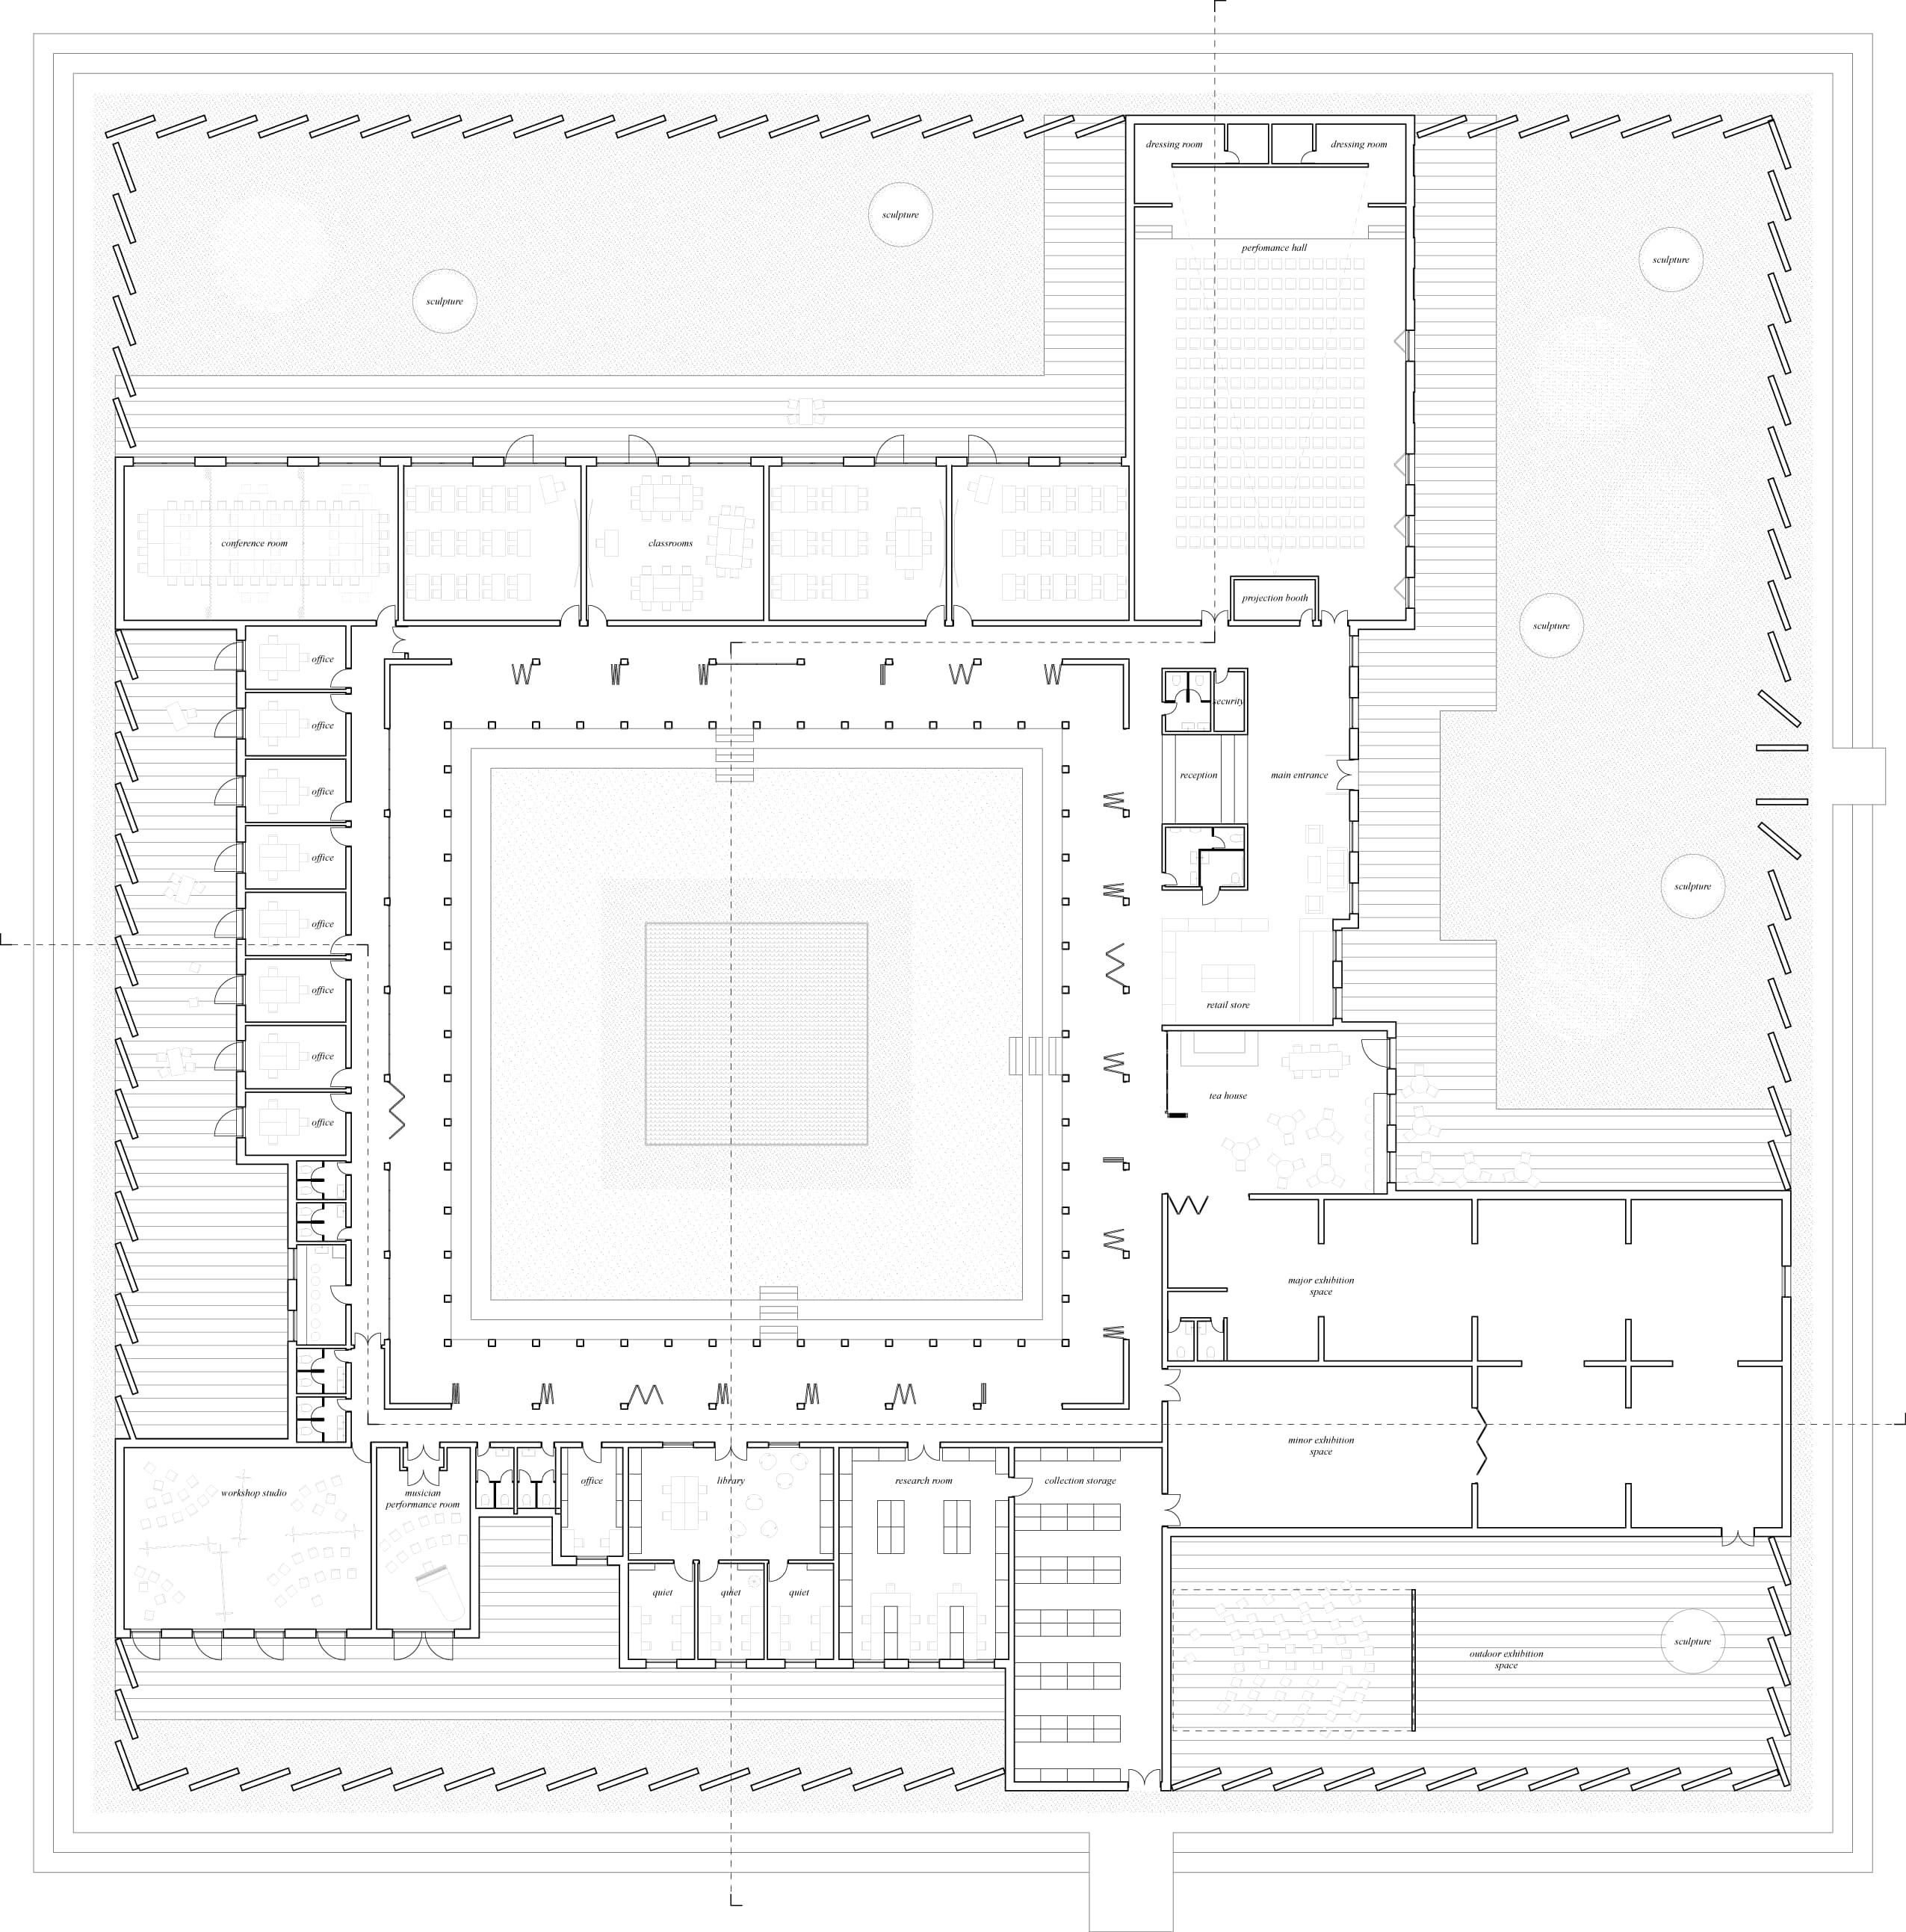 dressing room
dressing room
sculpture
perfomance hall
sculpture
sculpture
conference room
classrooms
projection booth
sculpture
office
security
office
reception
main entrance
office
office
sculpture
office
office
retail store
office
tea house
office
major exhibition
space
minor exhibition
space
workshop studio
musician
performance room
office
library
research room
collection storage
quiet
quiet
quiet
outdoor exhibition
space
sculpture